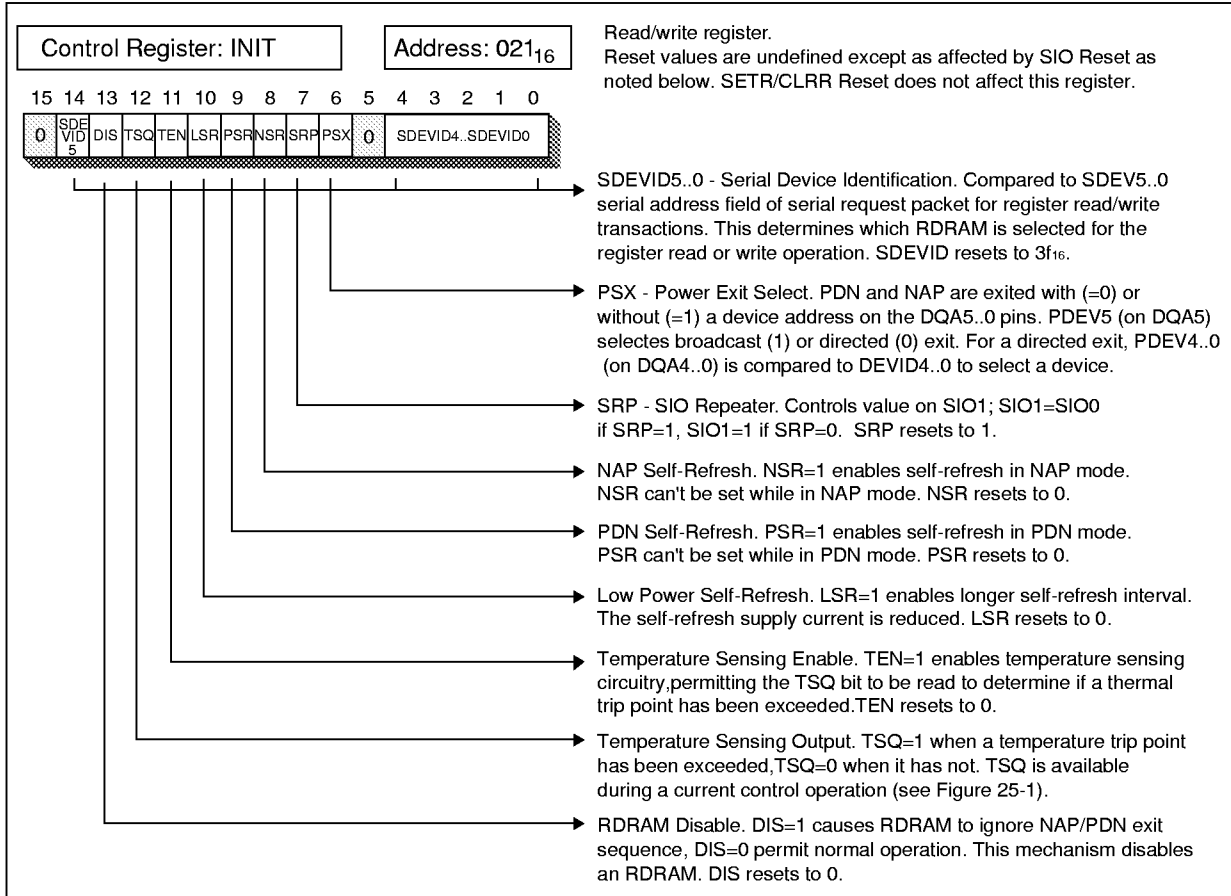 Control Register: INIT
Address: 021₁₆
Read/write register.
Reset values are undefined except as affected by SIO Reset as
noted below. SETR/CLRR Reset does not affect this register.
15 14 13 12 11 10 9 8 7 6 5 4 3 2 1 0
0 SDE VID 5 DIS TSQ TEN LSR PSR NSR SRP PSX 0 SDEVID4..SDEVID0
SDEVID5..0 - Serial Device Identification. Compared to SDEV5..0
serial address field of serial request packet for register read/write
transactions. This determines which RDRAM is selected for the
register read or write operation. SDEVID resets to 3f₁₆.
PSX - Power Exit Select. PDN and NAP are exited with (=0) or
without (=1) a device address on the DQA5..0 pins. PDEV5 (on DQA5)
selectes broadcast (1) or directed (0) exit. For a directed exit, PDEV4..0
(on DQA4..0) is compared to DEVID4..0 to select a device.
SRP - SIO Repeater. Controls value on SIO1; SIO1=SIO0
if SRP=1, SIO1=1 if SRP=0. SRP resets to 1.
NAP Self-Refresh. NSR=1 enables self-refresh in NAP mode.
NSR can't be set while in NAP mode. NSR resets to 0.
PDN Self-Refresh. PSR=1 enables self-refresh in PDN mode.
PSR can't be set while in PDN mode. PSR resets to 0.
Low Power Self-Refresh. LSR=1 enables longer self-refresh interval.
The self-refresh supply current is reduced. LSR resets to 0.
Temperature Sensing Enable. TEN=1 enables temperature sensing
circuitry,permitting the TSQ bit to be read to determine if a thermal
trip point has been exceeded.TEN resets to 0.
Temperature Sensing Output. TSQ=1 when a temperature trip point
has been exceeded,TSQ=0 when it has not. TSQ is available
during a current control operation (see Figure 25-1).
RDRAM Disable. DIS=1 causes RDRAM to ignore NAP/PDN exit
sequence, DIS=0 permit normal operation. This mechanism disables
an RDRAM. DIS resets to 0.